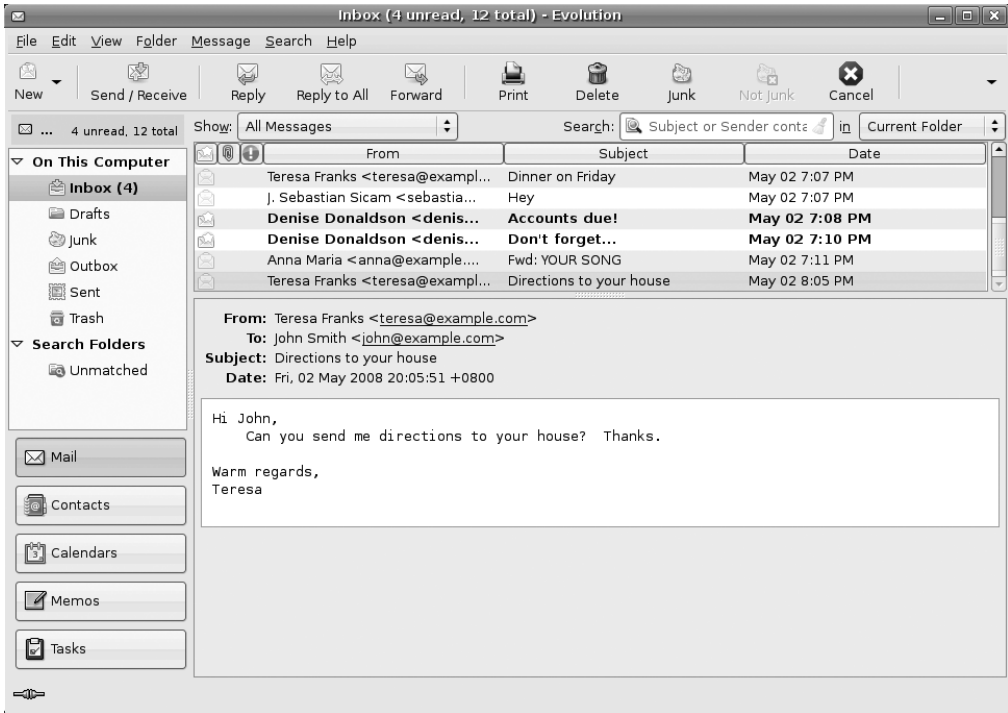 Inbox (4 unread, 12 total) - Evolution
File Edit View Folder Message Search Help
New Send / Receive Reply Reply to All Forward Print Delete Junk Not Junk Cancel
... 4 unread, 12 total
Show: All Messages Search: Subject or Sender conta in Current Folder
On This Computer
Inbox (4)
Drafts
Junk
Outbox
Sent
Trash
Search Folders
Unmatched
Mail
Contacts
Calendars
Memos
Tasks
From Subject Date
Teresa Franks <teresa@exampl... Dinner on Friday May 02 7:07 PM
J. Sebastian Sicam <sebastia... Hey May 02 7:07 PM
Denise Donaldson <denis... Accounts due! May 02 7:08 PM
Denise Donaldson <denis... Don't forget... May 02 7:10 PM
Anna Maria <anna@example.... Fwd: YOUR SONG May 02 7:11 PM
Teresa Franks <teresa@exampl... Directions to your house May 02 8:05 PM
From: Teresa Franks <teresa@example.com>
To: John Smith <john@example.com>
Subject: Directions to your house
Date: Fri, 02 May 2008 20:05:51 +0800
Hi John,
Can you send me directions to your house? Thanks.
Warm regards,
Teresa